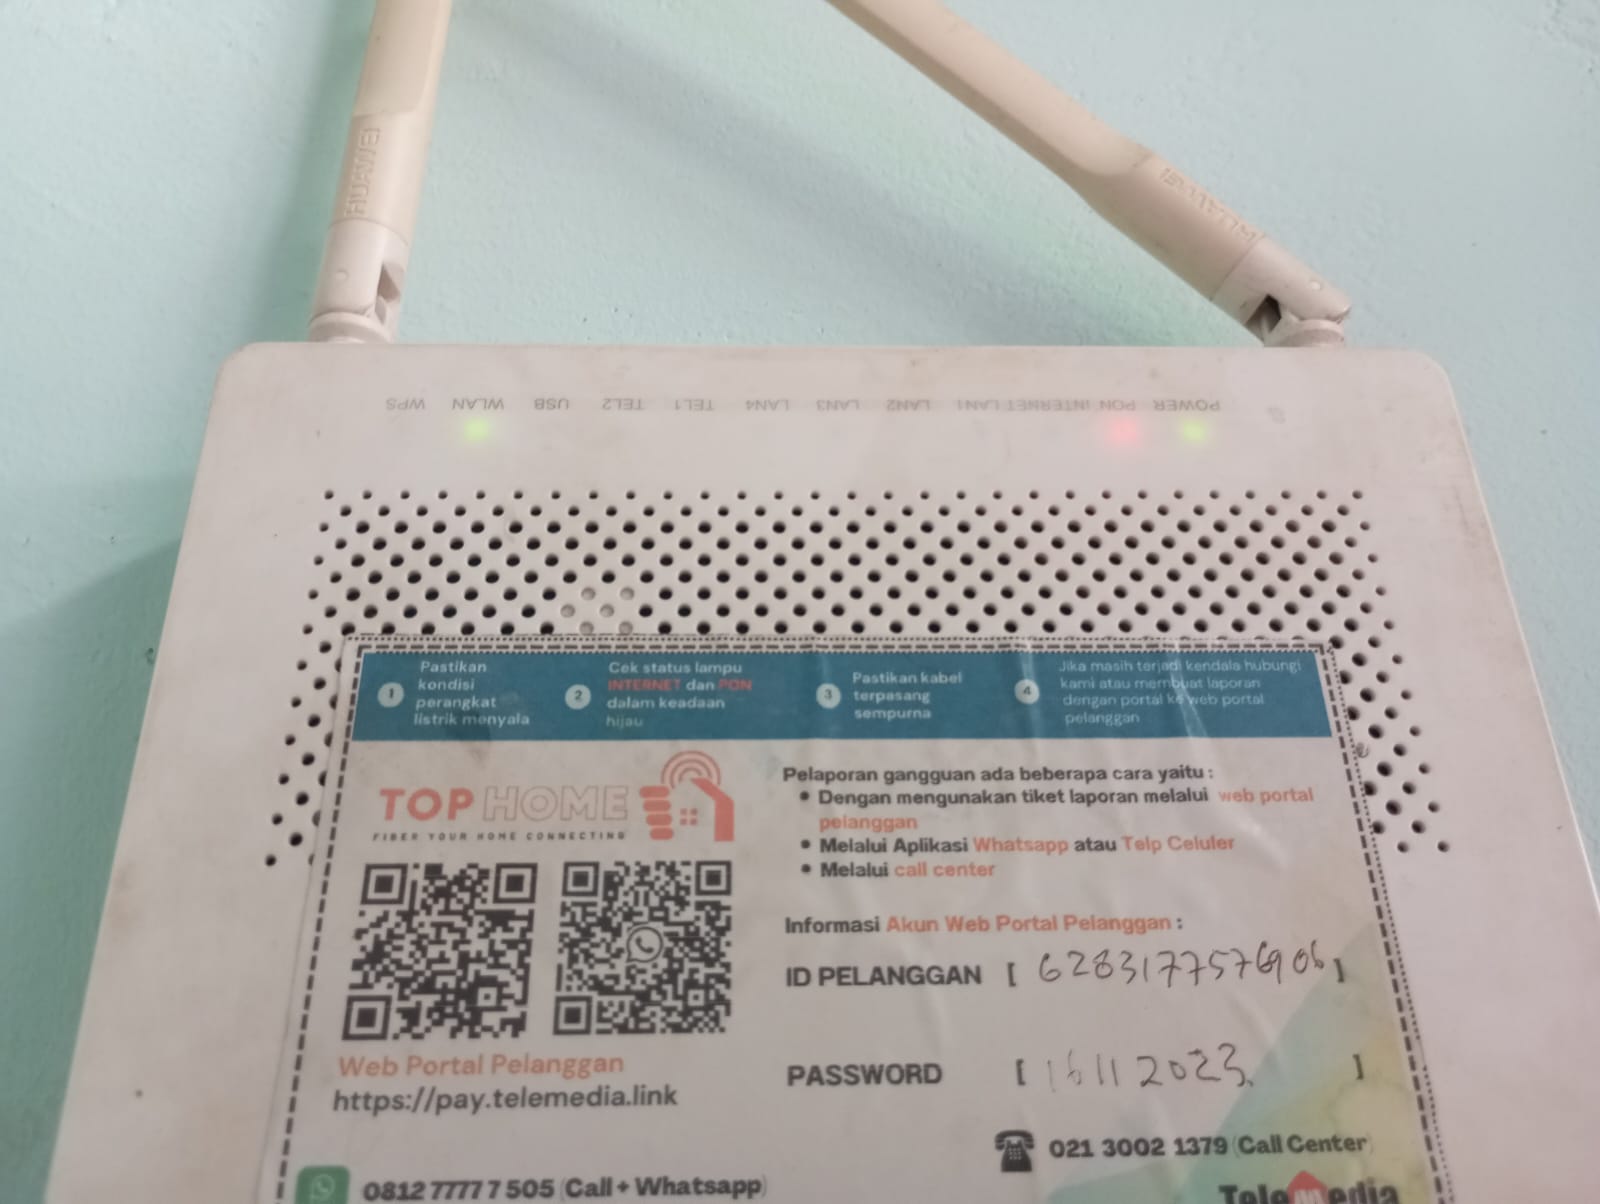 HUAWEI
HUAWEI
WPS WLAN USB TEL2 TEL1 LAN4 LAN3 LAN2 LAN1 INTERNET PON POWER
1 Pastikan kondisi perangkat listrik menyala
2 Cek status lampu INTERNET dan PON dalam keadaan hijau
3 Pastikan kabel terpasang sempurna
4 Jika masih terjadi kendala hubungi kami atau membuat laporan dengan portal ke web portal pelanggan
TOP HOME
FIBER YOUR HOME CONNECTING
Pelaporan gangguan ada beberapa cara yaitu :
• Dengan mengunakan tiket laporan melalui web portal
pelanggan
• Melalui Aplikasi Whatsapp atau Telp Celuler
• Melalui call center
Informasi Akun Web Portal Pelanggan :
ID PELANGGAN [ ]
PASSWORD [ 16112023. ]
Web Portal Pelanggan
https://pay.telemedia.link
021 3002 1379 (Call Center)
0812 7777 7 505 (Call + Whatsapp)
Telemedia